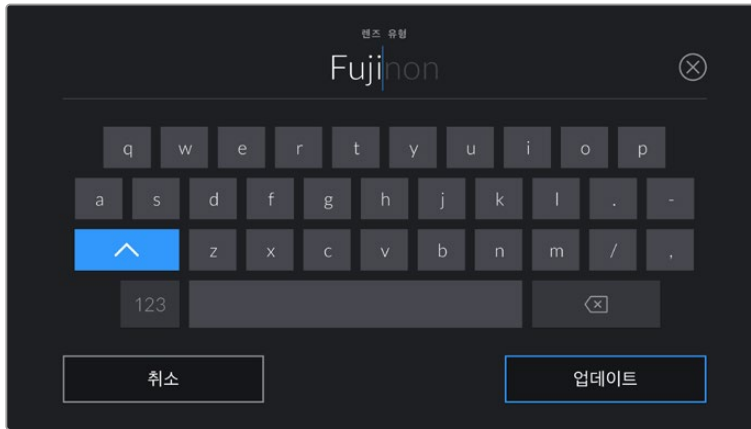 렌즈 유형
Fujinon
q w e r t y u i o p
a s d f g h j k l . -
z x c v b n m / ,
123
취소 업데이트